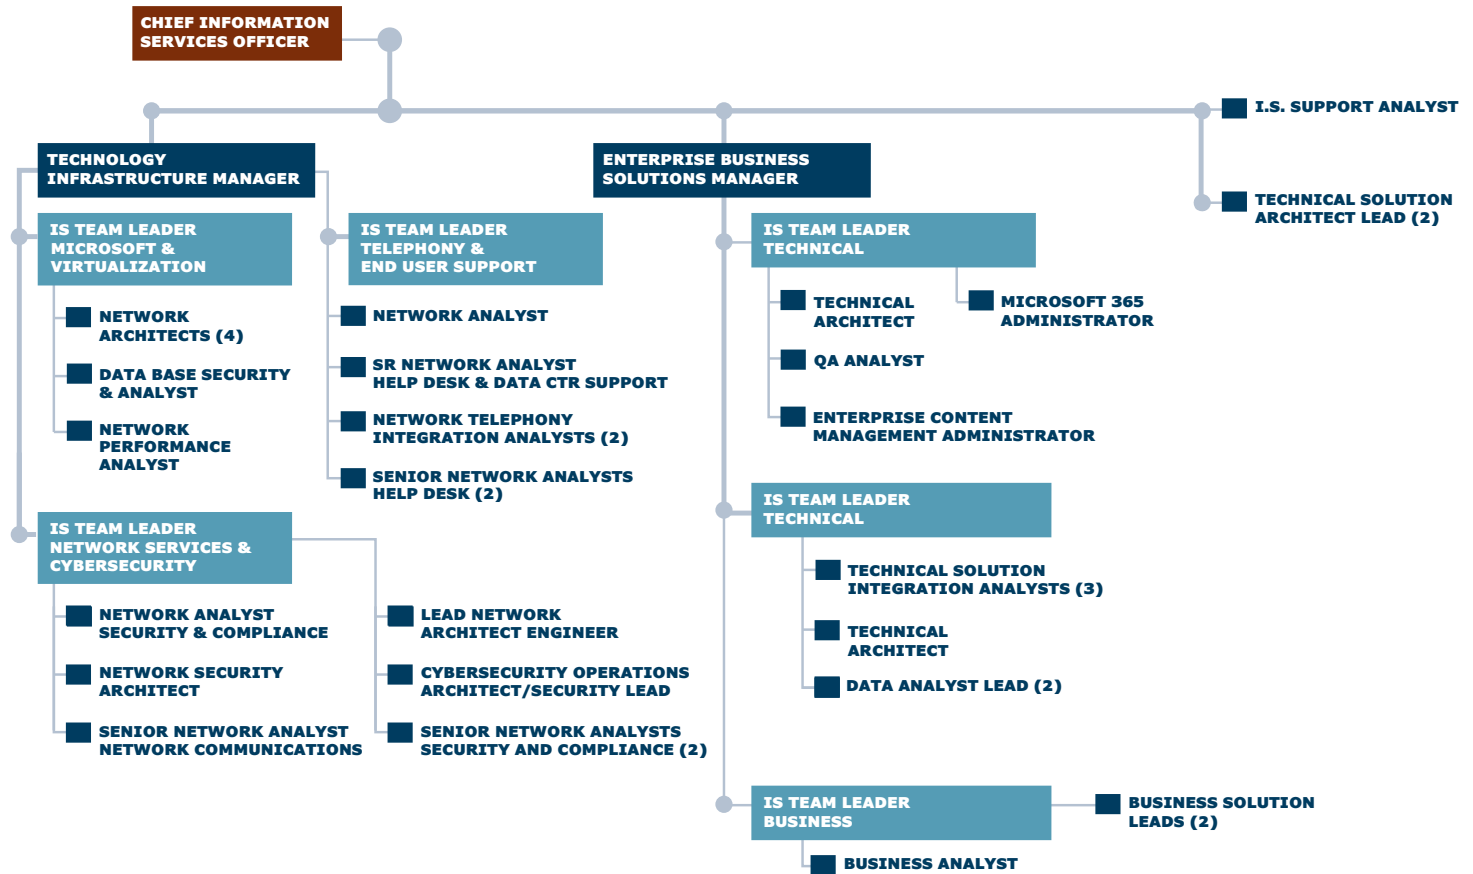 CHIEF INFORMATION
SERVICES OFFICER
I.S. SUPPORT ANALYST
TECHNICAL SOLUTION
ARCHITECT LEAD (2)
TECHNOLOGY
INFRASTRUCTURE MANAGER
IS TEAM LEADER
MICROSOFT &
VIRTUALIZATION
NETWORK
ARCHITECTS (4)
DATA BASE SECURITY
& ANALYST
NETWORK
PERFORMANCE
ANALYST
IS TEAM LEADER
TELEPHONY &
END USER SUPPORT
NETWORK ANALYST
SR NETWORK ANALYST
HELP DESK & DATA CTR SUPPORT
NETWORK TELEPHONY
INTEGRATION ANALYSTS (2)
SENIOR NETWORK ANALYSTS
HELP DESK (2)
IS TEAM LEADER
NETWORK SERVICES &
CYBERSECURITY
NETWORK ANALYST
SECURITY & COMPLIANCE
NETWORK SECURITY
ARCHITECT
SENIOR NETWORK ANALYST
NETWORK COMMUNICATIONS
LEAD NETWORK
ARCHITECT ENGINEER
CYBERSECURITY OPERATIONS
ARCHITECT/SECURITY LEAD
SENIOR NETWORK ANALYSTS
SECURITY AND COMPLIANCE (2)
ENTERPRISE BUSINESS
SOLUTIONS MANAGER
IS TEAM LEADER
TECHNICAL
TECHNICAL
ARCHITECT
QA ANALYST
ENTERPRISE CONTENT
MANAGEMENT ADMINISTRATOR
MICROSOFT 365
ADMINISTRATOR
IS TEAM LEADER
TECHNICAL
TECHNICAL SOLUTION
INTEGRATION ANALYSTS (3)
TECHNICAL
ARCHITECT
DATA ANALYST LEAD (2)
IS TEAM LEADER
BUSINESS
BUSINESS SOLUTION
LEADS (2)
BUSINESS ANALYST